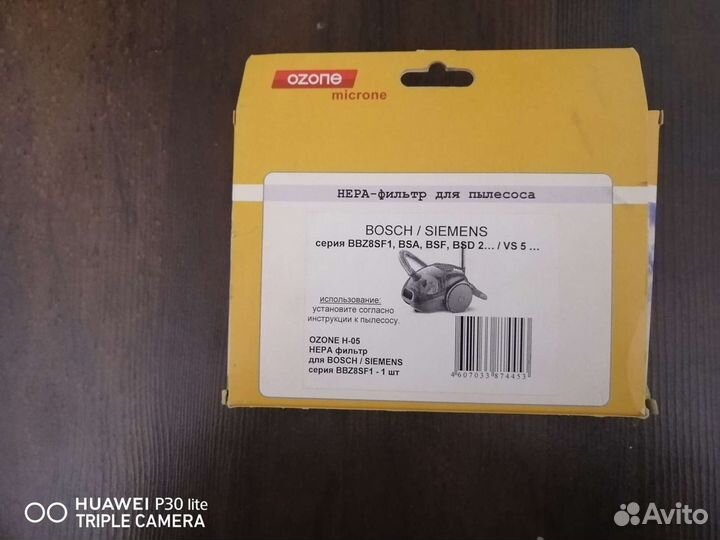 ozone
microne
HEPA-фильтр для пылесоса
BOSCH / SIEMENS
серия BBZ8SF1, BSA, BSF, BSD 2... / VS 5 ...
использование:
установите согласно
инструкции к пылесосу.
OZONE H-05
HEPA фильтр
для BOSCH / SIEMENS
серия BBZ8SF1 - 1 шт
4607033874453
HUAWEI P30 lite
TRIPLE CAMERA
Avito